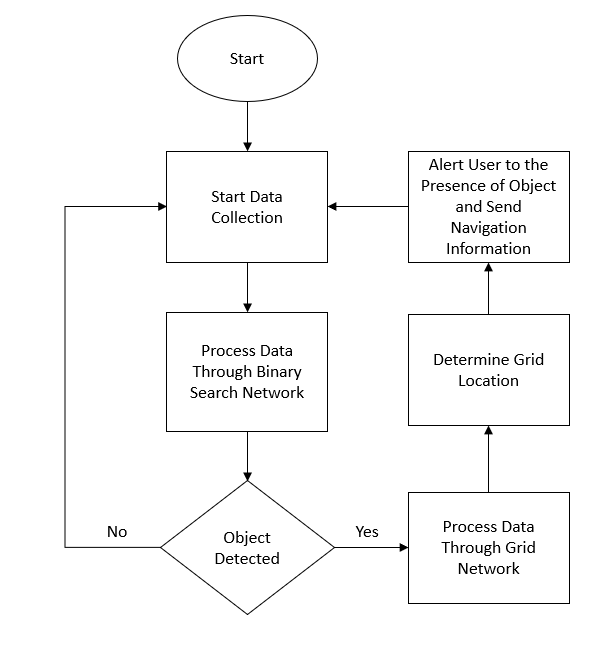 Start
Start Data
Collection
Process Data
Through Binary
Search Network
Object
Detected
No
Yes
Process Data
Through Grid
Network
Determine Grid
Location
Alert User to the
Presence of Object
and Send
Navigation
Information